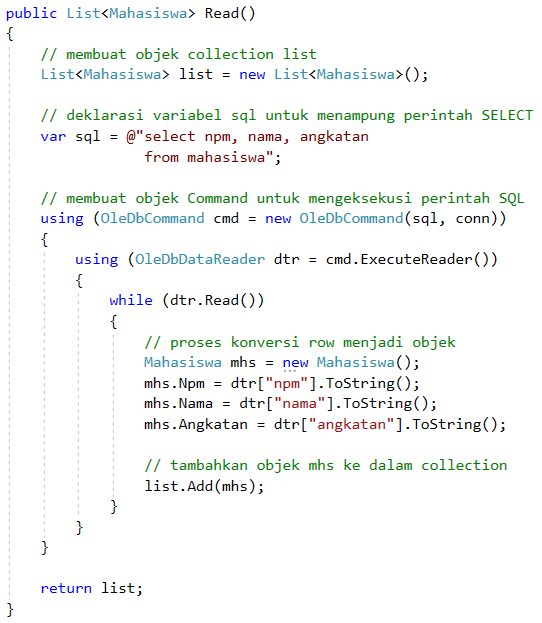 public List<Mahasiswa> Read()
{
    // membuat objek collection list
    List<Mahasiswa> list = new List<Mahasiswa>();

    // deklarasi variabel sql untuk menampung perintah SELECT
    var sql = @"select npm, nama, angkatan
                from mahasiswa";

    // membuat objek Command untuk mengeksekusi perintah SQL
    using (OleDbCommand cmd = new OleDbCommand(sql, conn))
    {
        using (OleDbDataReader dtr = cmd.ExecuteReader())
        {
            while (dtr.Read())
            {
                // proses konversi row menjadi objek
                Mahasiswa mhs = new Mahasiswa();
                mhs.Npm = dtr["npm"].ToString();
                mhs.Nama = dtr["nama"].ToString();
                mhs.Angkatan = dtr["angkatan"].ToString();

                // tambahkan objek mhs ke dalam collection
                list.Add(mhs);
            }
        }
    }

    return list;
}